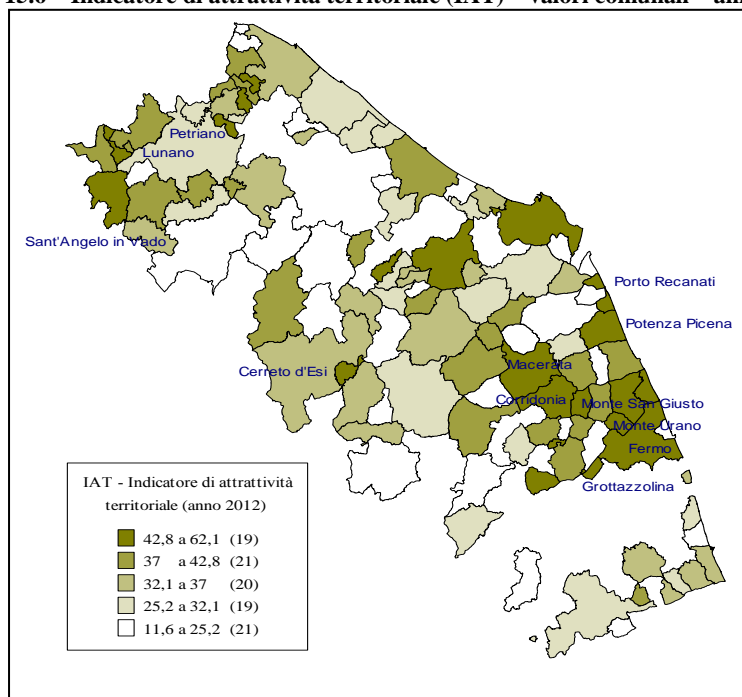 Indicatore di attrattività territoriale (IAT) – valori comunali –
Petriano
Lunano
Sant'Angelo in Vado
Porto Recanati
Potenza Picena
Macerata
Cerreto d'Esi
Corridonia
Monte San Giusto
Monte Urano
Fermo
Grottazzolina
IAT - Indicatore di attrattività
territoriale (anno 2012)
42,8 a 62,1 (19)
37 a 42,8 (21)
32,1 a 37 (20)
25,2 a 32,1 (19)
11,6 a 25,2 (21)